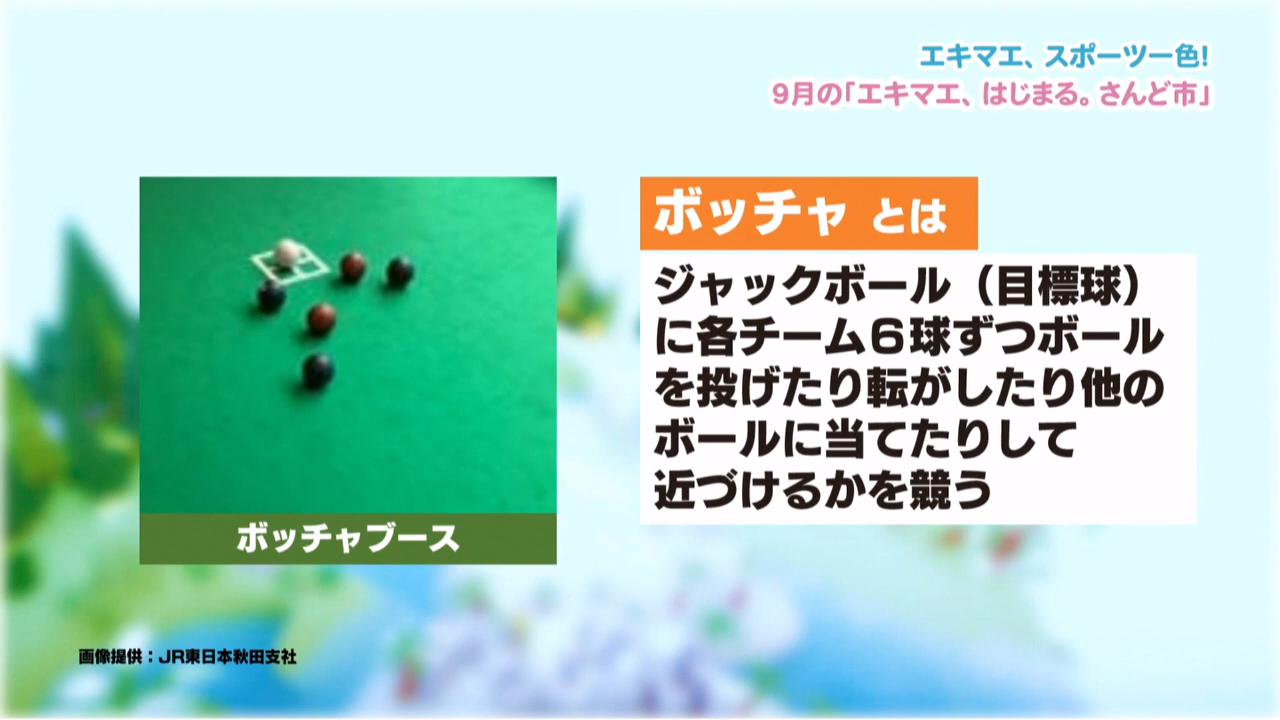 エキマエ、スポーツ一色!
9月の「エキマエ、はじまる。さんど市」
ボッチャ とは
ジャックボール（目標球）
に各チーム６球ずつボール
を投げたり転がしたり他の
ボールに当てたりして
近づけるかを競う
ボッチャブース
画像提供：JR東日本秋田支社